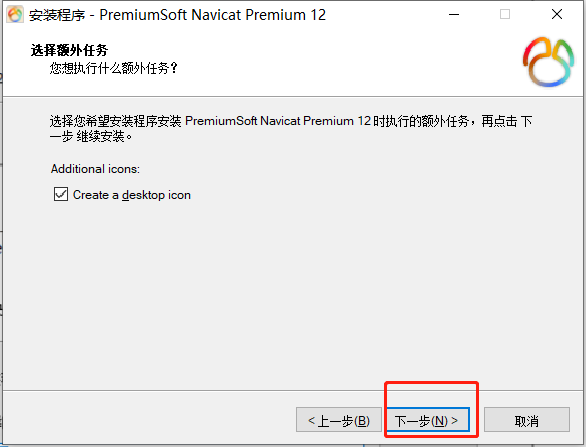 安装程序 - PremiumSoft Navicat Premium 12
选择额外任务
您想执行什么额外任务？
选择您希望安装程序安装 PremiumSoft Navicat Premium 12 时执行的额外任务，再点击 下
一步 继续安装。
Additional icons:
Create a desktop icon
< 上一步(B)
下一步(N) >
取消